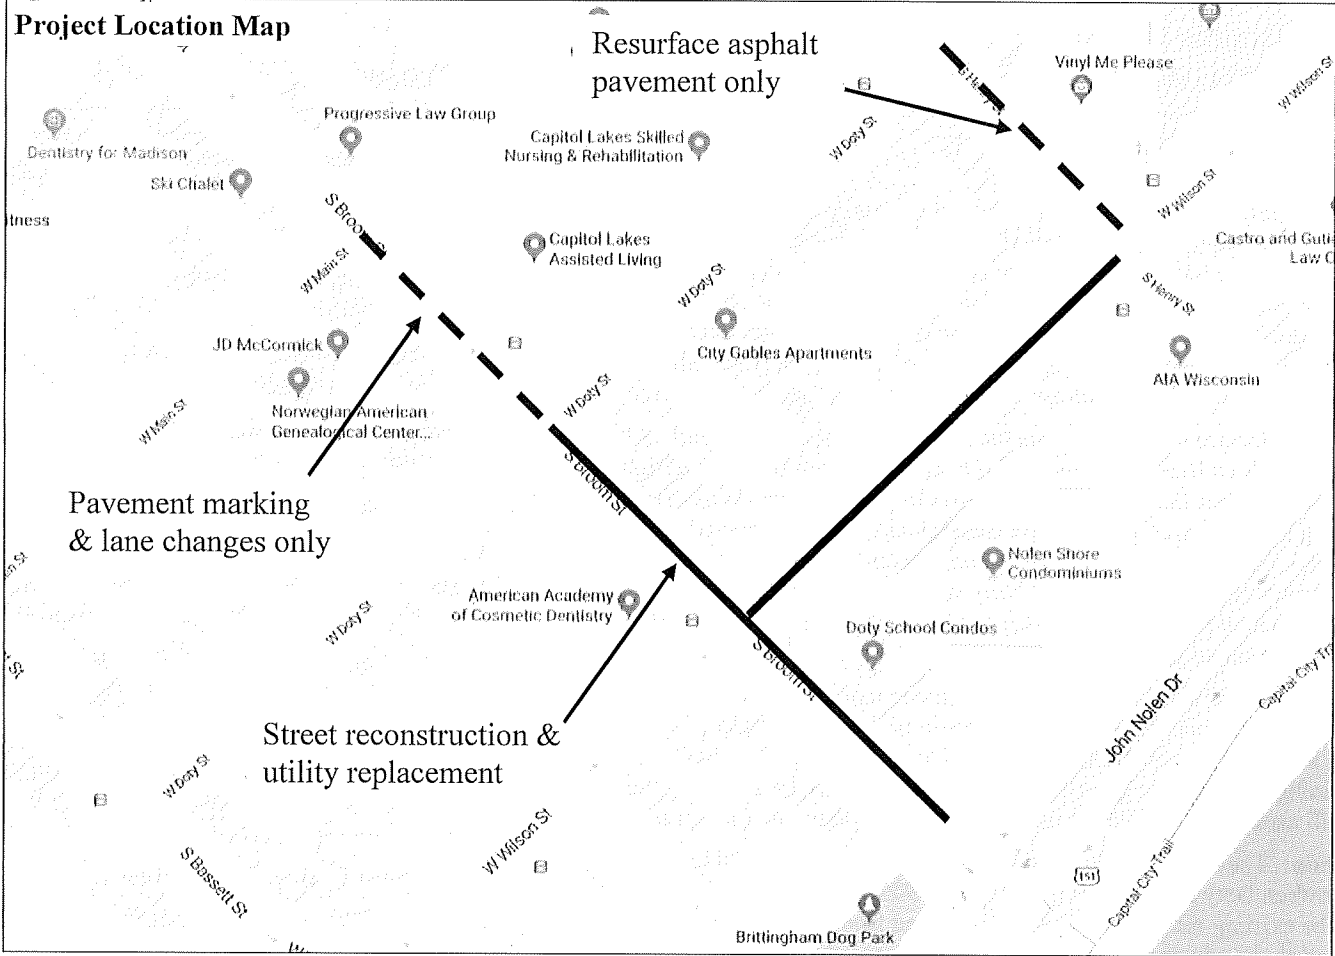 Project Location Map
Resurface asphalt
pavement only
Vinyl Me Please
W Wilson St
Progressive Law Group
Capitol Lakes Skilled
Nursing & Rehabilitation
W Doty St
Dentistry for Madison
Ski Chalet
W Wilson St
itness
S Broom St
Capitol Lakes
Assisted Living
Castro and Guti
Law C
W Main St
W Doty St
S Henry St
JD McCormick
City Gables Apartments
AIA Wisconsin
W Main St
Norwegian American
Genealogical Center...
W Doty St
S Broom St
Pavement marking
& lane changes only
Nolen Shore
Condominiums
American Academy
of Cosmetic Dentistry
W Doty St
Doty School Condos
S Broom St
John Nolen Dr
Capital City Tr
Street reconstruction &
utility replacement
W Doty St
W Wilson St
S Bassett St
151
Capital City Trail
Brittingham Dog Park